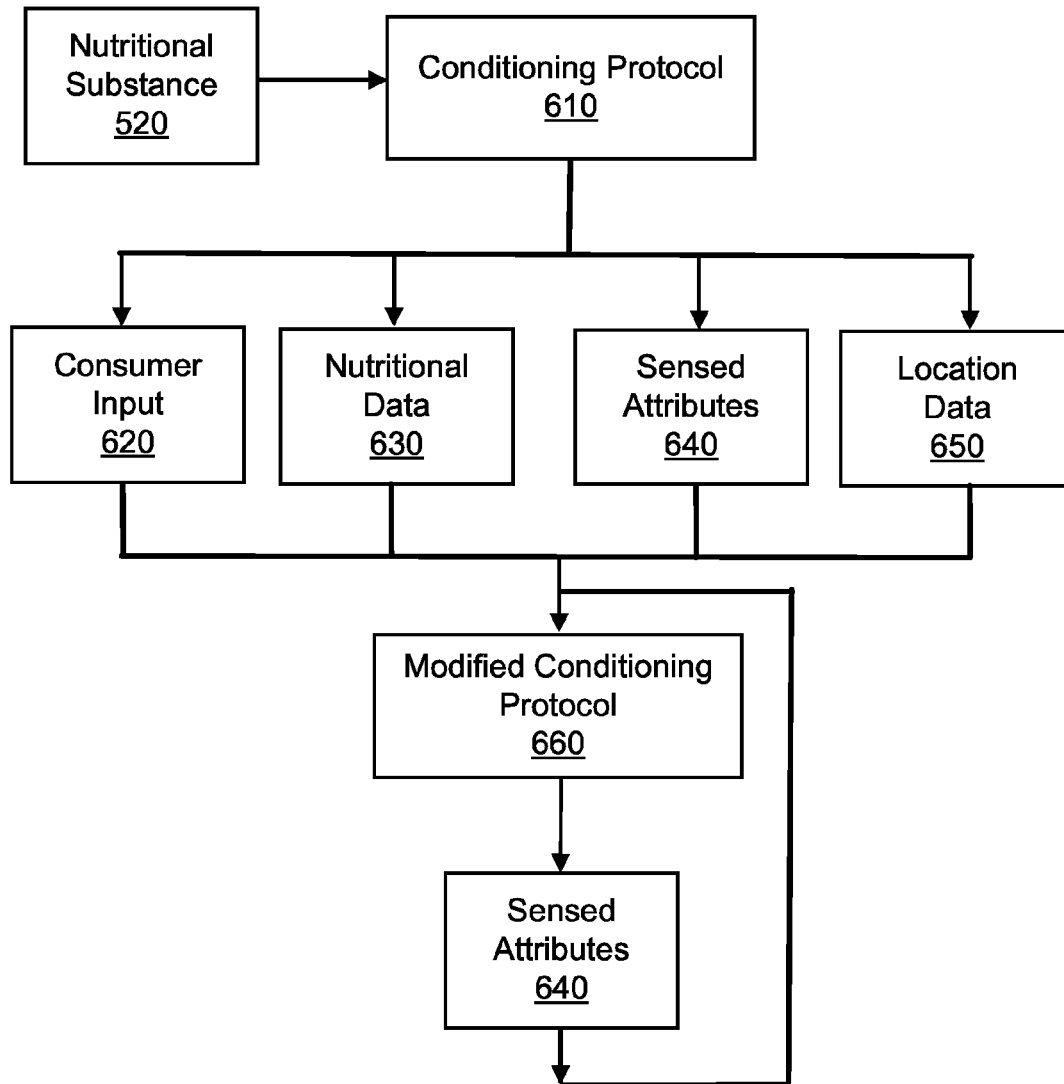 Nutritional
Substance
520
Conditioning Protocol
610
Consumer
Input
620
Nutritional
Data
630
Sensed
Attributes
640
Location
Data
650
Modified Conditioning
Protocol
660
Sensed
Attributes
640